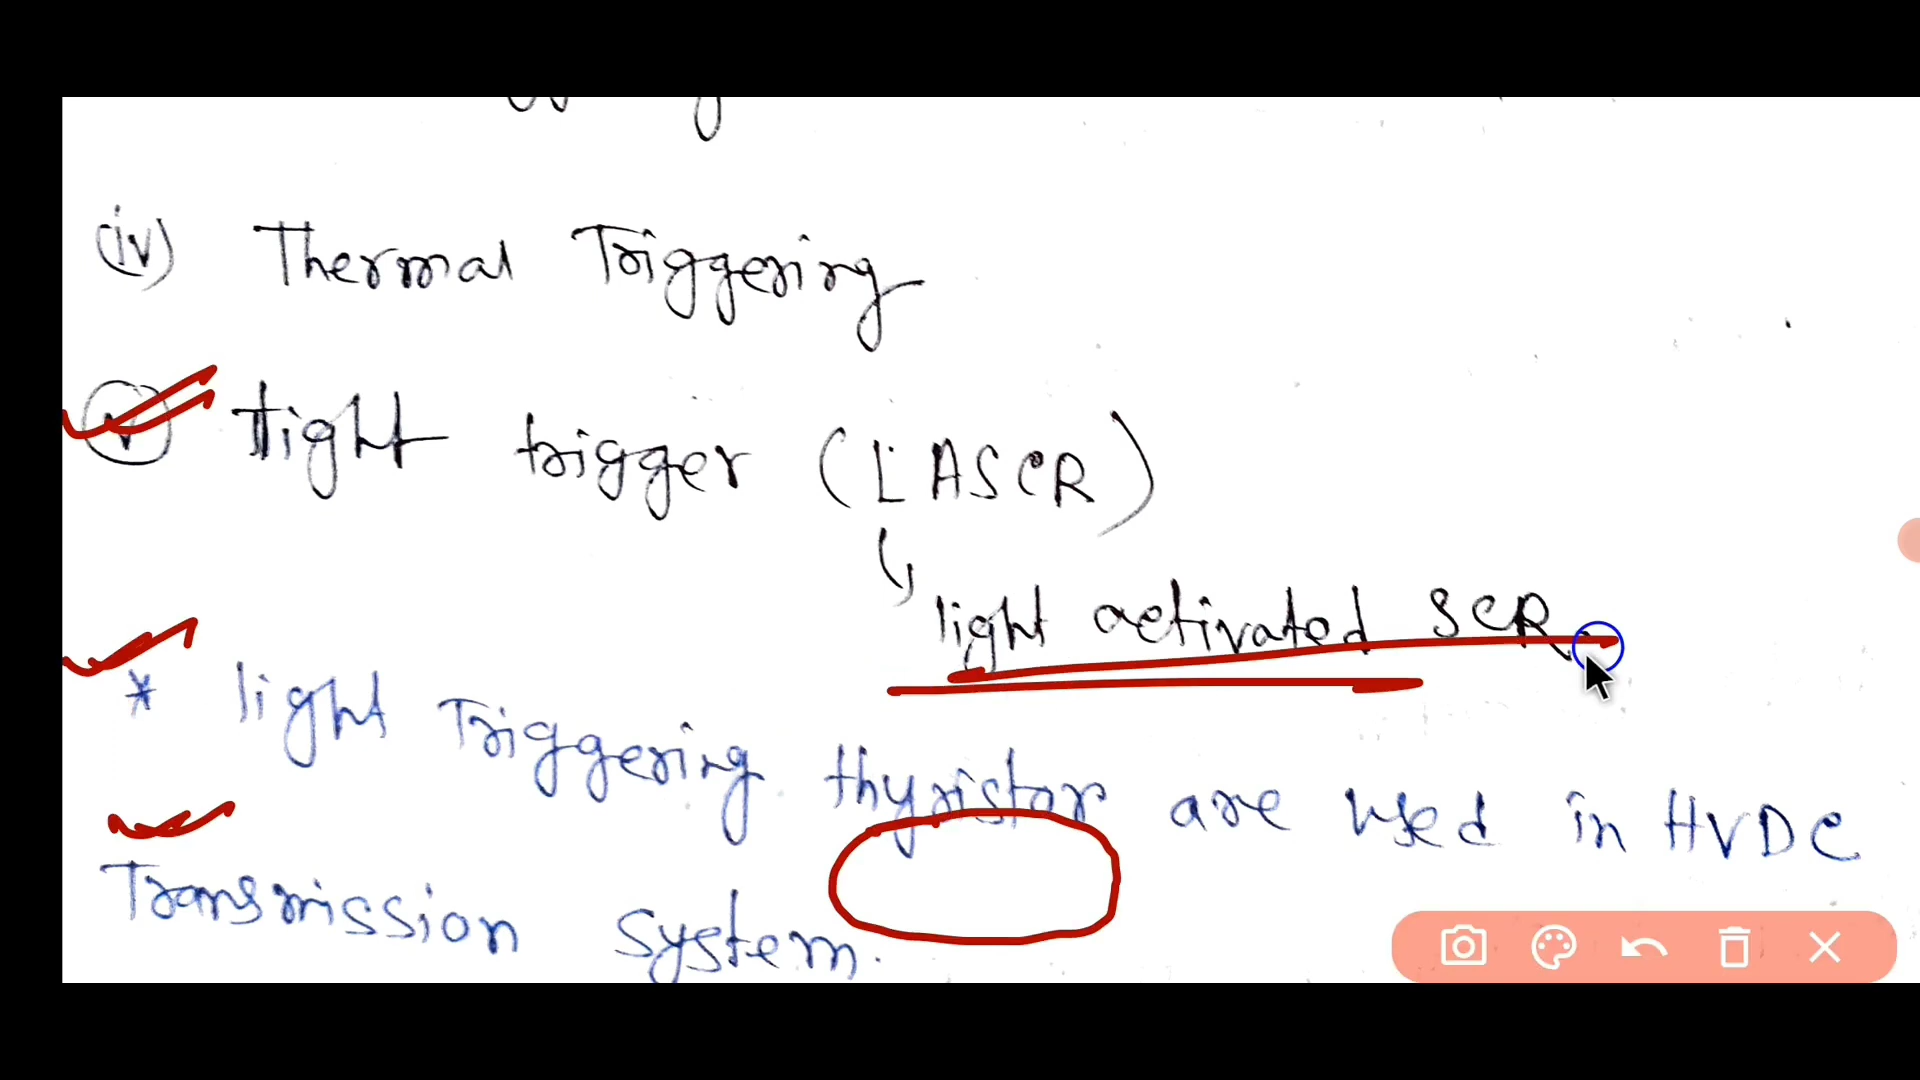 (iv) Thermal Triggering
(v) light trigger (LASCR)
light activated SCR.
* light Triggering thyristor are used in HVDC
Transmission system.